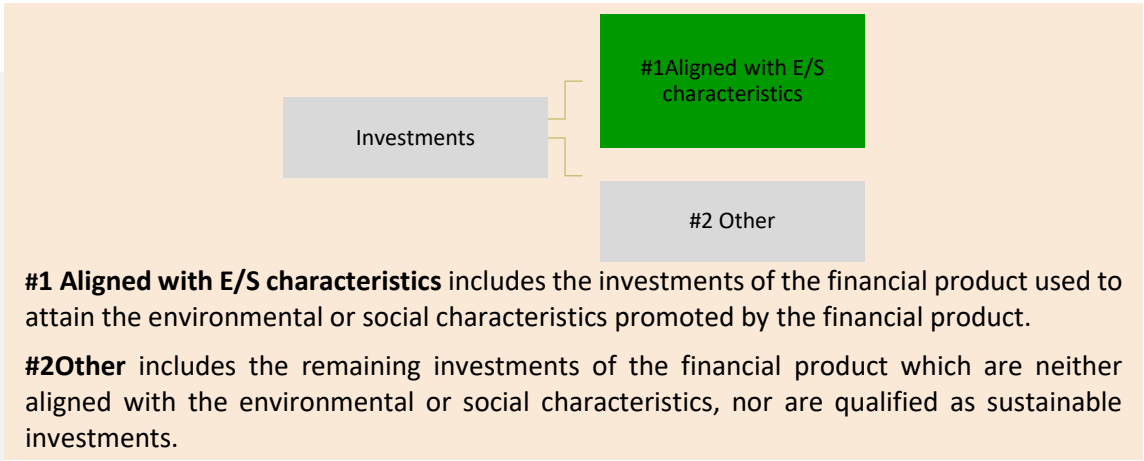 #1Aligned with E/S
characteristics
Investments
#2 Other
#1 Aligned with E/S characteristics includes the investments of the financial product used to
attain the environmental or social characteristics promoted by the financial product.
#2Other includes the remaining investments of the financial product which are neither
aligned with the environmental or social characteristics, nor are qualified as sustainable
investments.